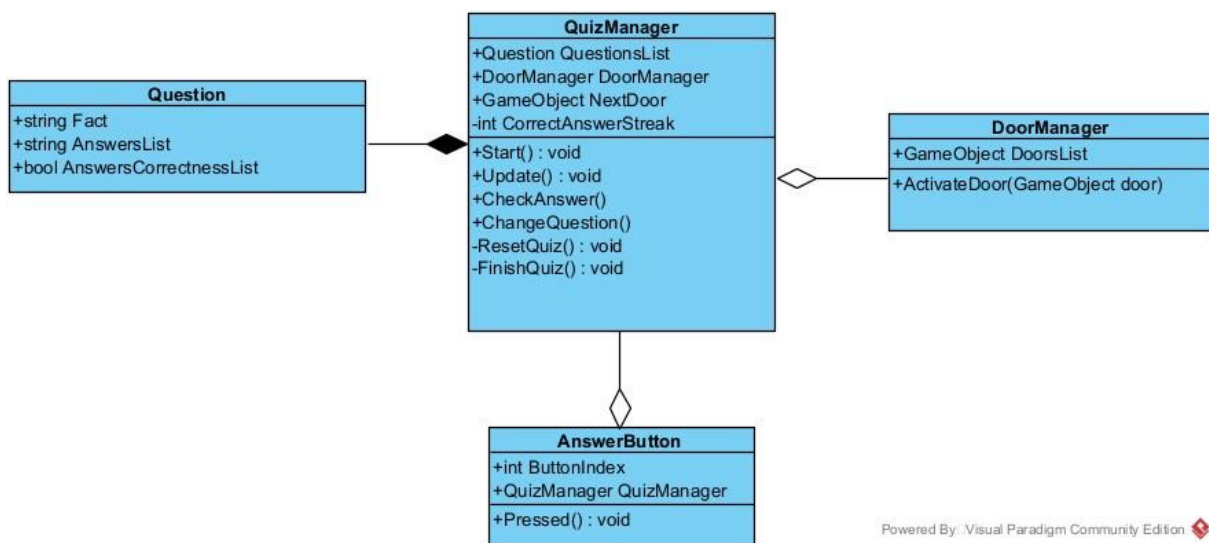 QuizManager
+Question QuestionsList
+DoorManager DoorManager
+GameObject NextDoor
-int CorrectAnswerStreak
+Start() : void
+Update() : void
+CheckAnswer()
+ChangeQuestion()
-ResetQuiz() : void
-FinishQuiz() : void
Question
+string Fact
+string AnswersList
+bool AnswersCorrectnessList
DoorManager
+GameObject DoorsList
+ActivateDoor(GameObject door)
AnswerButton
+int ButtonIndex
+QuizManager QuizManager
+Pressed() : void
Powered By Visual Paradigm Community Edition